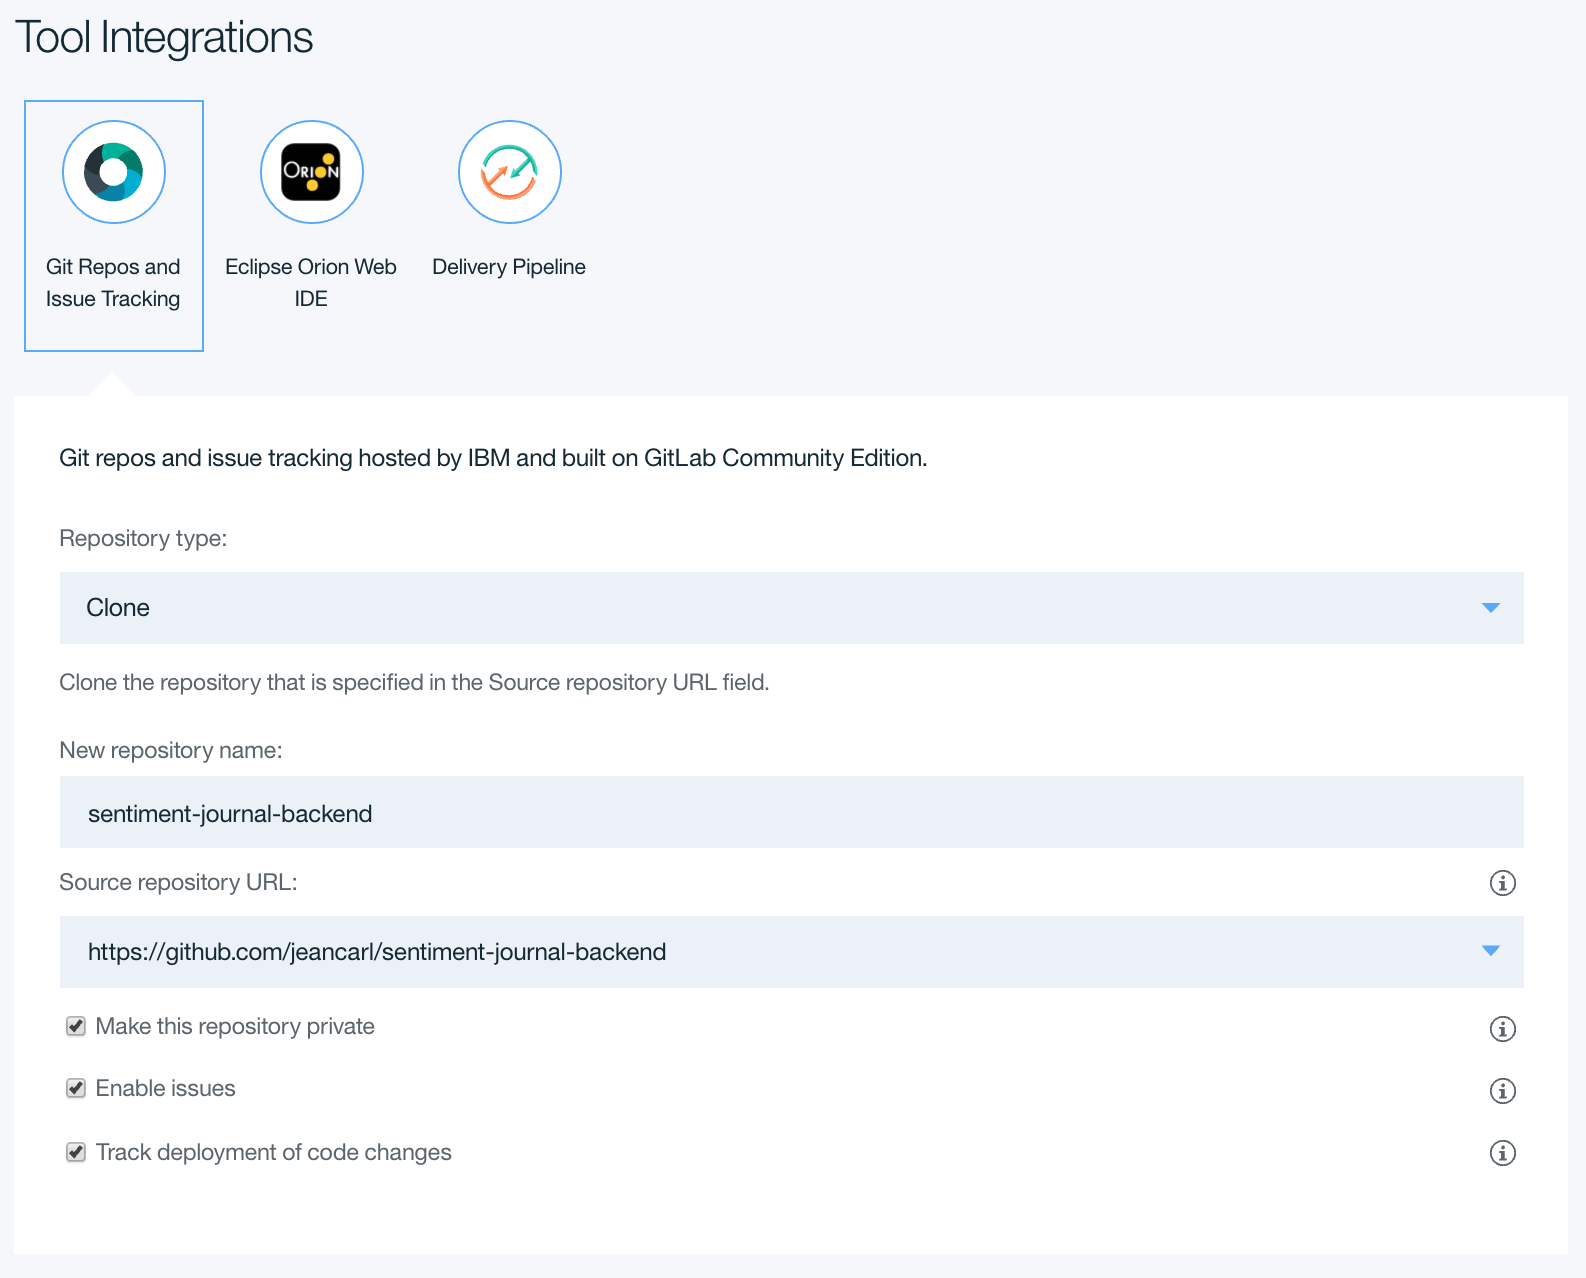 Tool Integrations
ORION
Git Repos and
Issue Tracking
Eclipse Orion Web
IDE
Delivery Pipeline
Git repos and issue tracking hosted by IBM and built on GitLab Community Edition.
Repository type:
Clone
Clone the repository that is specified in the Source repository URL field.
New repository name:
sentiment-journal-backend
Source repository URL:
https://github.com/jeancarl/sentiment-journal-backend
Make this repository private
Enable issues
Track deployment of code changes